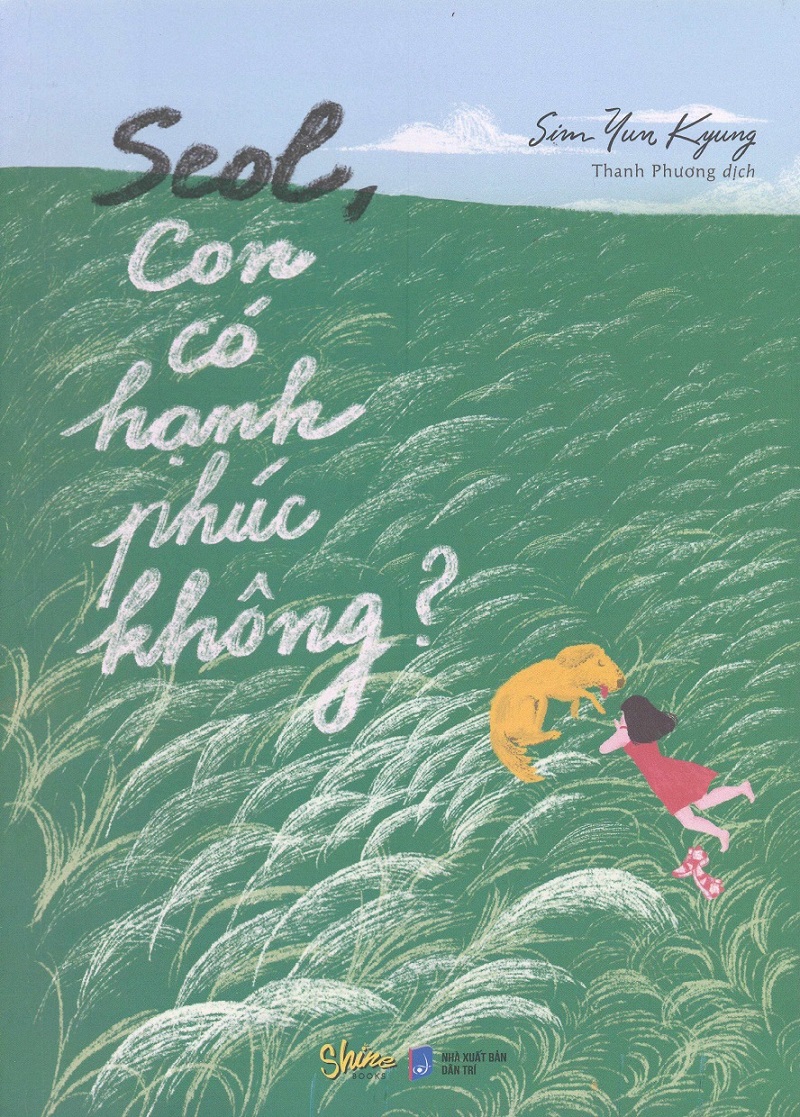 Seol,
Con
có
hạnh
phúc
không?
Sim Yun Kyung
Thanh Phương dịch
Shine
BOOKS
NHÀ XUẤT BẢN
DÂN TRÍ